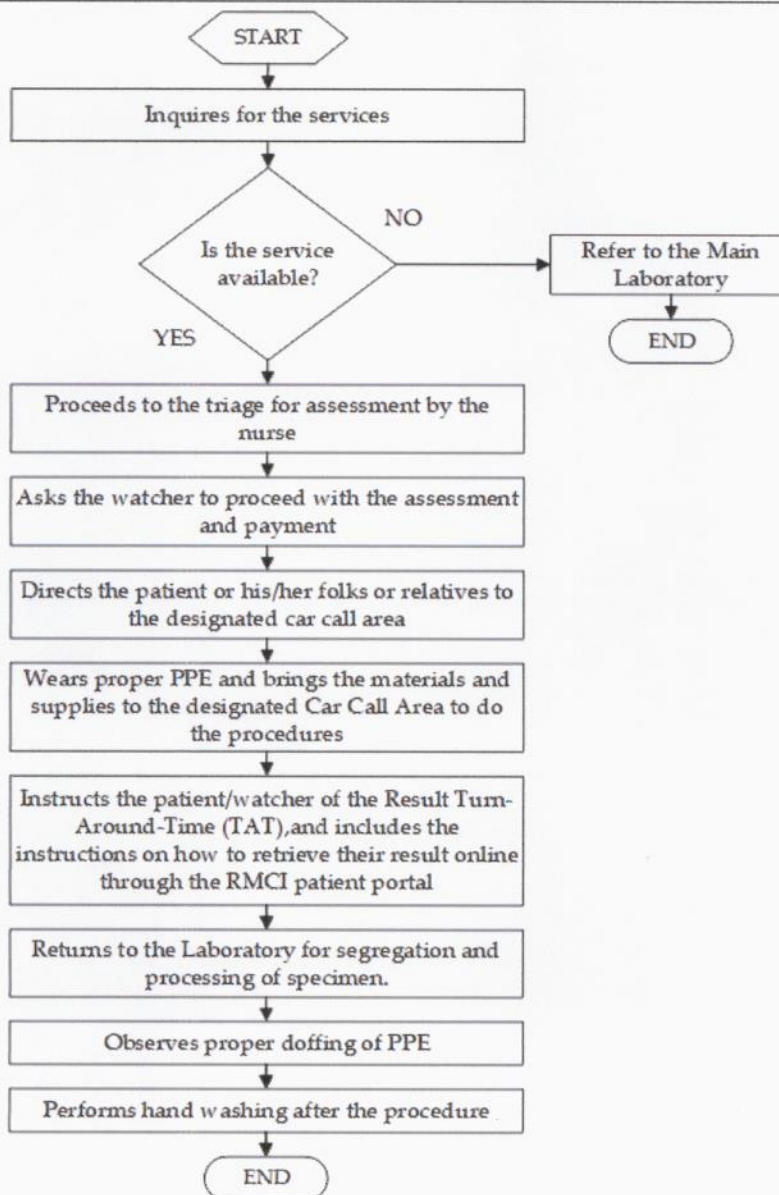 START
Inquires for the services
NO
Is the service
available?
Refer to the Main
Laboratory
END
YES
Proceeds to the triage for assessment by the
nurse
Asks the watcher to proceed with the assessment
and payment
Directs the patient or his/her folks or relatives to
the designated car call area
Wears proper PPE and brings the materials and
supplies to the designated Car Call Area to do
the procedures
Instructs the patient/watcher of the Result Turn-
Around-Time (TAT),and includes the
instructions on how to retrieve their result online
through the RMCI patient portal
Returns to the Laboratory for segregation and
processing of specimen.
Observes proper doffing of PPE
Performs hand washing after the procedure
END